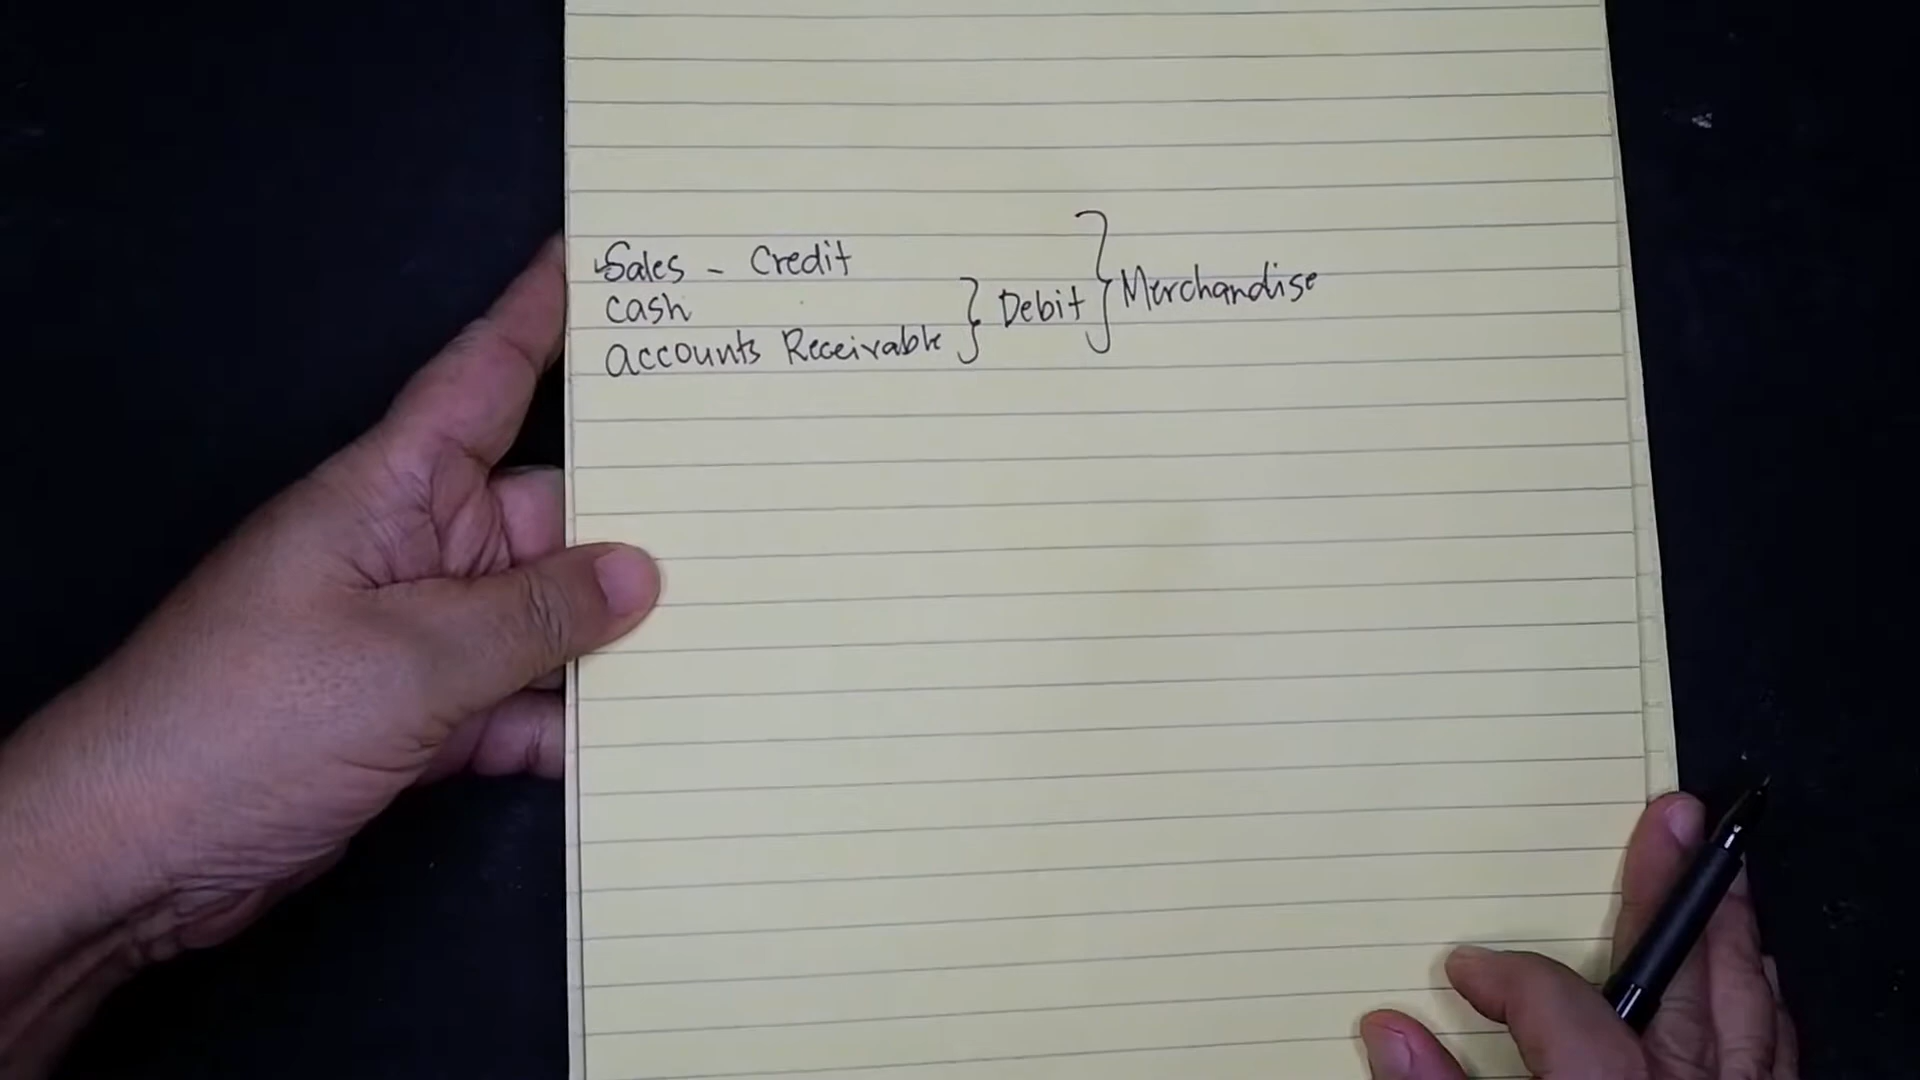 Sales - Credit
Cash
Accounts Receivable } Debit } Merchandise